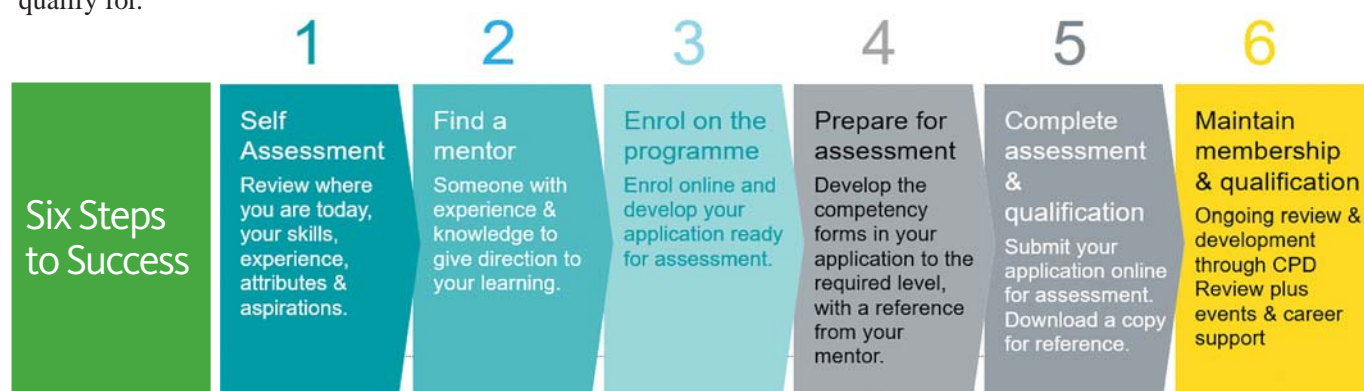 qualify for.
1
2
3
4
5
6
Six Steps
to Success
Self
Assessment
Review where
you are today,
your skills,
experience,
attributes &
aspirations.
Find a
mentor
Someone with
experience &
knowledge to
give direction to
your learning.
Enrol on the
programme
Enrol online and
develop your
application ready
for assessment.
Prepare for
assessment
Develop the
competency
forms in your
application to the
required level,
with a reference
from your
mentor.
Complete
assessment
&
qualification
Submit your
application online
for assessment.
Download a copy
for reference.
Maintain
membership
& qualification
Ongoing review &
development
through CPD
Review plus
events & career
support